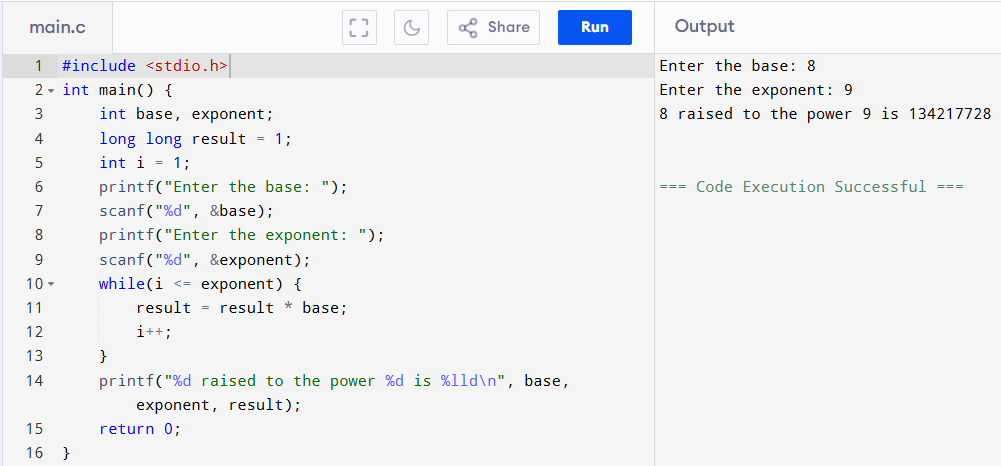 main.c
Share
Run
Output
1 #include <stdio.h>
2 int main() {
3 int base, exponent;
4 long long result = 1;
5 int i = 1;
6 printf("Enter the base: ");
7 scanf("%d", &base);
8 printf("Enter the exponent: ");
9 scanf("%d", &exponent);
10 while(i <= exponent) {
11 result = result * base;
12 i++;
13 }
14 printf("%d raised to the power %d is %lld\n", base,
exponent, result);
15 return 0;
16 }
Enter the base: 8
Enter the exponent: 9
8 raised to the power 9 is 134217728
=== Code Execution Successful ===